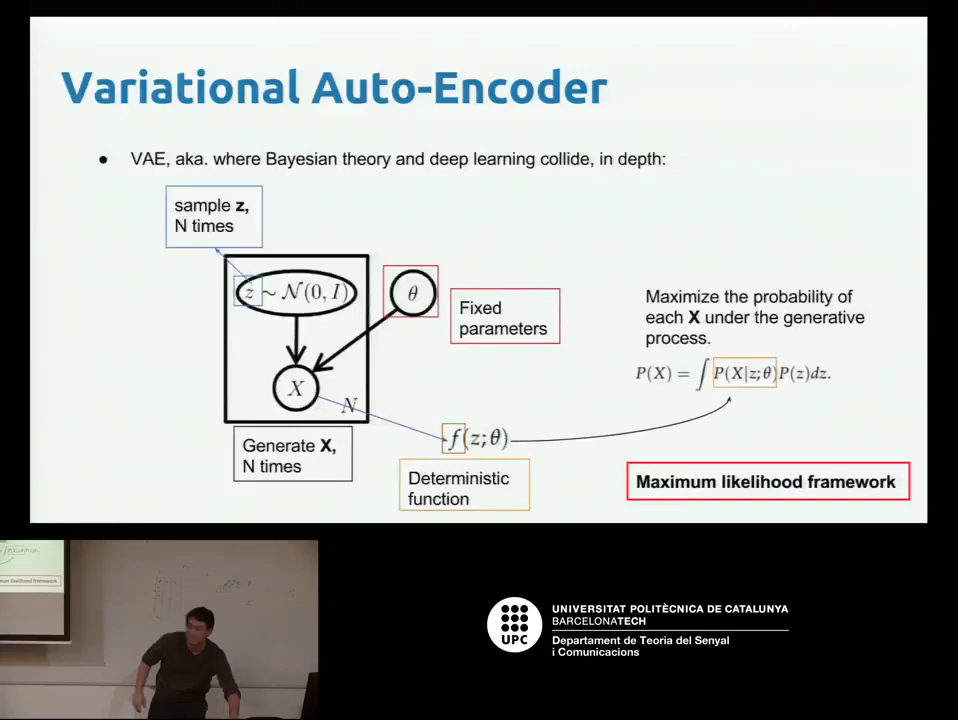 Variational Auto-Encoder
● VAE, aka. where Bayesian theory and deep learning collide, in depth:
sample z,
N times
z ∼ 𝒩(0, I)
θ
Fixed
parameters
X
N
Generate X,
N times
f(z; θ)
Deterministic
function
Maximize the probability of
each X under the generative
process.
P(X) = ∫ P(X|z; θ)P(z)dz.
Maximum likelihood framework
UPC
UNIVERSITAT POLITÈCNICA DE CATALUNYA
BARCELONATECH
Departament de Teoria del Senyal
i Comunicacions